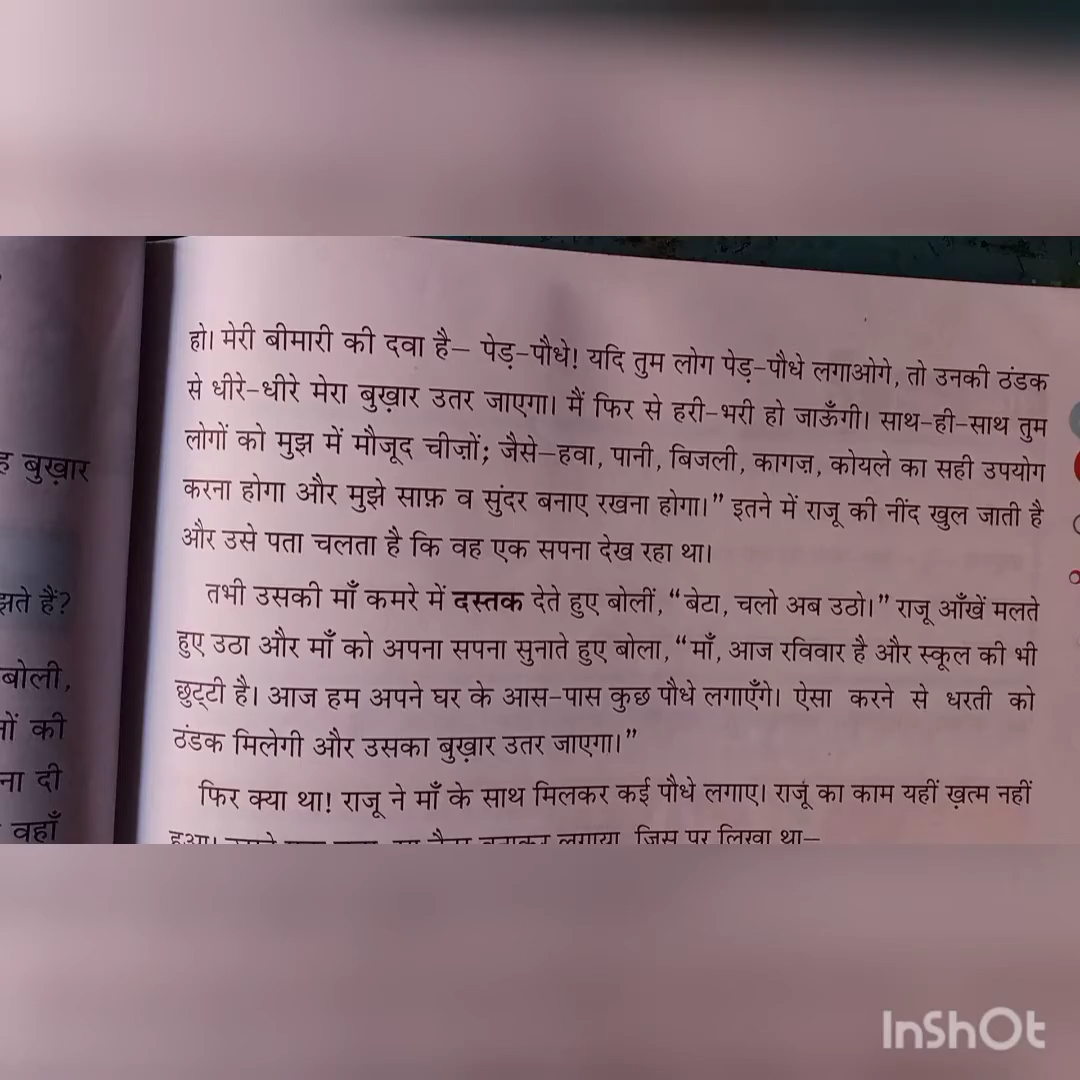 हो। मेरी बीमारी की दवा है– पेड़-पौधे! यदि तुम लोग पेड़-पौधे लगाओगे, तो उनकी ठंडक
से धीरे-धीरे मेरा बुख़ार उतर जाएगा। मैं फिर से हरी-भरी हो जाऊँगी। साथ-ही-साथ तुम
लोगों को मुझ में मौजूद चीज़ों; जैसे–हवा, पानी, बिजली, कागज़, कोयले का सही उपयोग
करना होगा और मुझे साफ़ व सुंदर बनाए रखना होगा।” इतने में राजू की नींद खुल जाती है
और उसे पता चलता है कि वह एक सपना देख रहा था।
तभी उसकी माँ कमरे में दस्तक देते हुए बोलीं, “बेटा, चलो अब उठो।” राजू आँखें मलते
हुए उठा और माँ को अपना सपना सुनाते हुए बोला, “माँ, आज रविवार है और स्कूल की भी
छुट्टी है। आज हम अपने घर के आस-पास कुछ पौधे लगाएँगे। ऐसा करने से धरती को
ठंडक मिलेगी और उसका बुख़ार उतर जाएगा।”
फिर क्या था! राजू ने माँ के साथ मिलकर कई पौधे लगाए। राजूं का काम यहीं ख़त्म नहीं
लगाया, जिस पर लिखा था–
बुख़ार
हैं?
बोली,
की
दी
वहाँ
InShOt